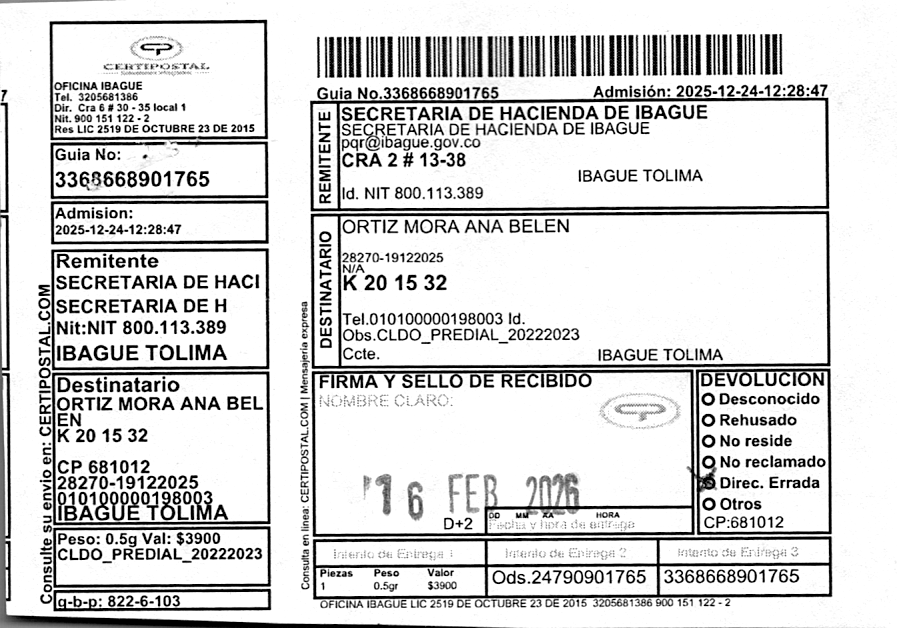 CERTIPOSTAL
OFICINA IBAGUE
Tel. 3205681386
Dir. Cra 6 # 30 - 35 local 1
Nit. 900 151 122 - 2
Res LIC 2519 DE OCTUBRE 23 DE 2015
Guia No:
3368668901765
Admision:
2025-12-24-12:28:47
Remitente
SECRETARIA DE HACI
SECRETARIA DE H
Nit:NIT 800.113.389
IBAGUE TOLIMA
Destinatario
ORTIZ MORA ANA BEL
EN
K 20 15 32
CP 681012
28270-19122025
010100000198003
IBAGUE TOLIMA
Peso: 0.5g Val: $3900
CLDO_PREDIAL_20222023
g-b-p: 822-6-103
Consulte su envio en: CERTIPOSTAL.COM
Guia No.3368668901765
Admisión: 2025-12-24-12:28:47
REMITENTE
SECRETARIA DE HACIENDA DE IBAGUE
SECRETARIA DE HACIENDA DE IBAGUE
pqr@ibague.gov.co
CRA 2 # 13-38
IBAGUE TOLIMA
Id. NIT 800.113.389
DESTINATARIO
ORTIZ MORA ANA BELEN
28270-19122025
N/A
K 20 15 32
Tel.010100000198003 Id.
Obs.CLDO_PREDIAL_20222023
Ccte.
IBAGUE TOLIMA
Consulta en linea: CERTIPOSTAL.COM | Mensajería expresa
FIRMA Y SELLO DE RECIBIDO
NOMBRE CLARO:
16 FEB 2026
D+2
DD MM AA HORA
Fecha y hora de entrega
DEVOLUCION
Desconocido
Rehusado
No reside
No reclamado
Direc. Errada
Otros
CP:681012
Intento de Entrega 1
Intento de Entrega 2
Intento de Entrega 3
Piezas Peso Valor
1 0.5gr $3900
Ods.24790901765
3368668901765
OFICINA IBAGUE LIC 2519 DE OCTUBRE 23 DE 2015 3205681386 900 151 122 - 2